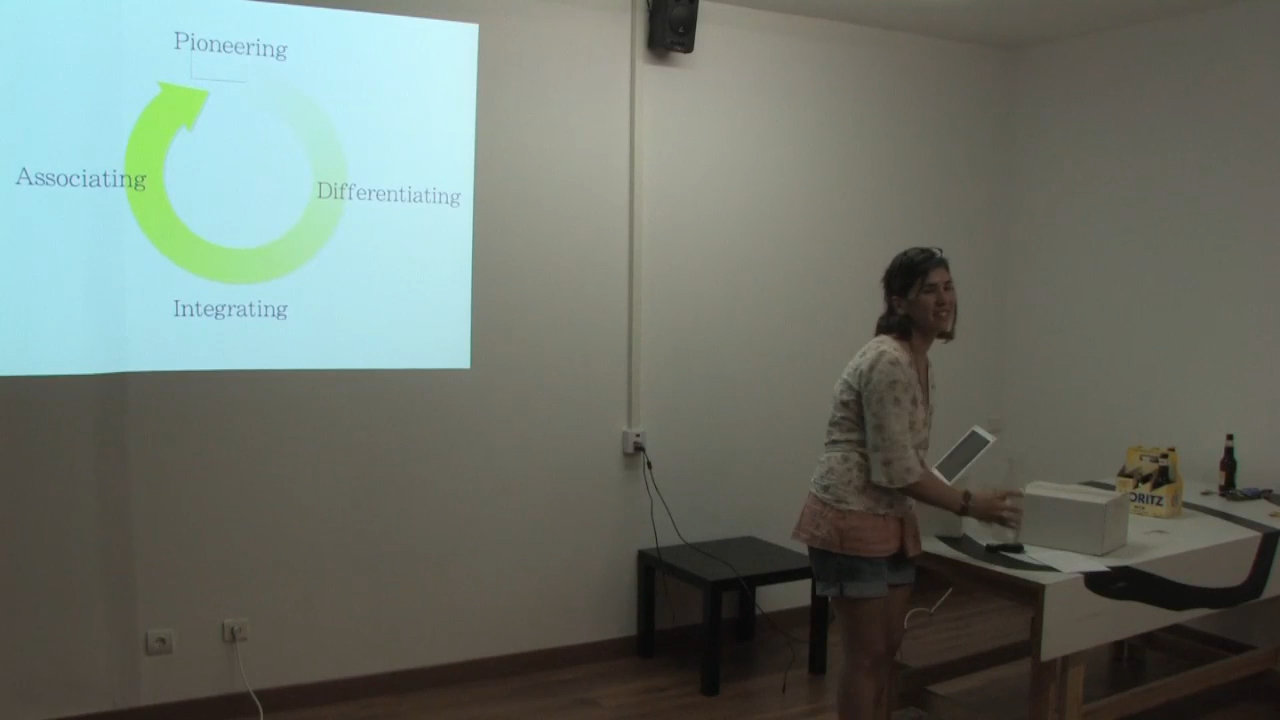 Pioneering
Associating
Differentiating
Integrating
ORITZ